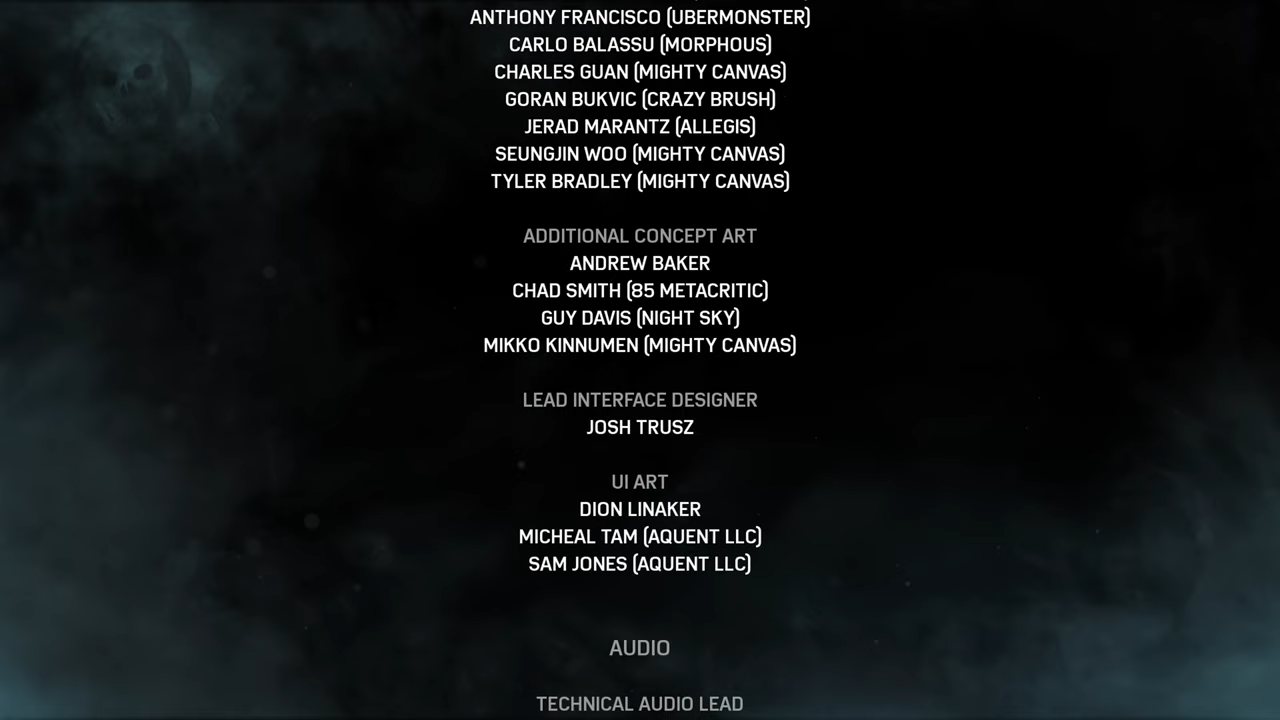 ANTHONY FRANCISCO (UBERMONSTER)
CARLO BALASSU (MORPHOUS)
CHARLES GUAN (MIGHTY CANVAS)
GORAN BUKVIC (CRAZY BRUSH)
JERAD MARANTZ (ALLEGIS)
SEUNGJIN WOO (MIGHTY CANVAS)
TYLER BRADLEY (MIGHTY CANVAS)
ADDITIONAL CONCEPT ART
ANDREW BAKER
CHAD SMITH (85 METACRITIC)
GUY DAVIS (NIGHT SKY)
MIKKO KINNUMEN (MIGHTY CANVAS)
LEAD INTERFACE DESIGNER
JOSH TRUSZ
UI ART
DION LINAKER
MICHEAL TAM (AQUENT LLC)
SAM JONES (AQUENT LLC)
AUDIO
TECHNICAL AUDIO LEAD